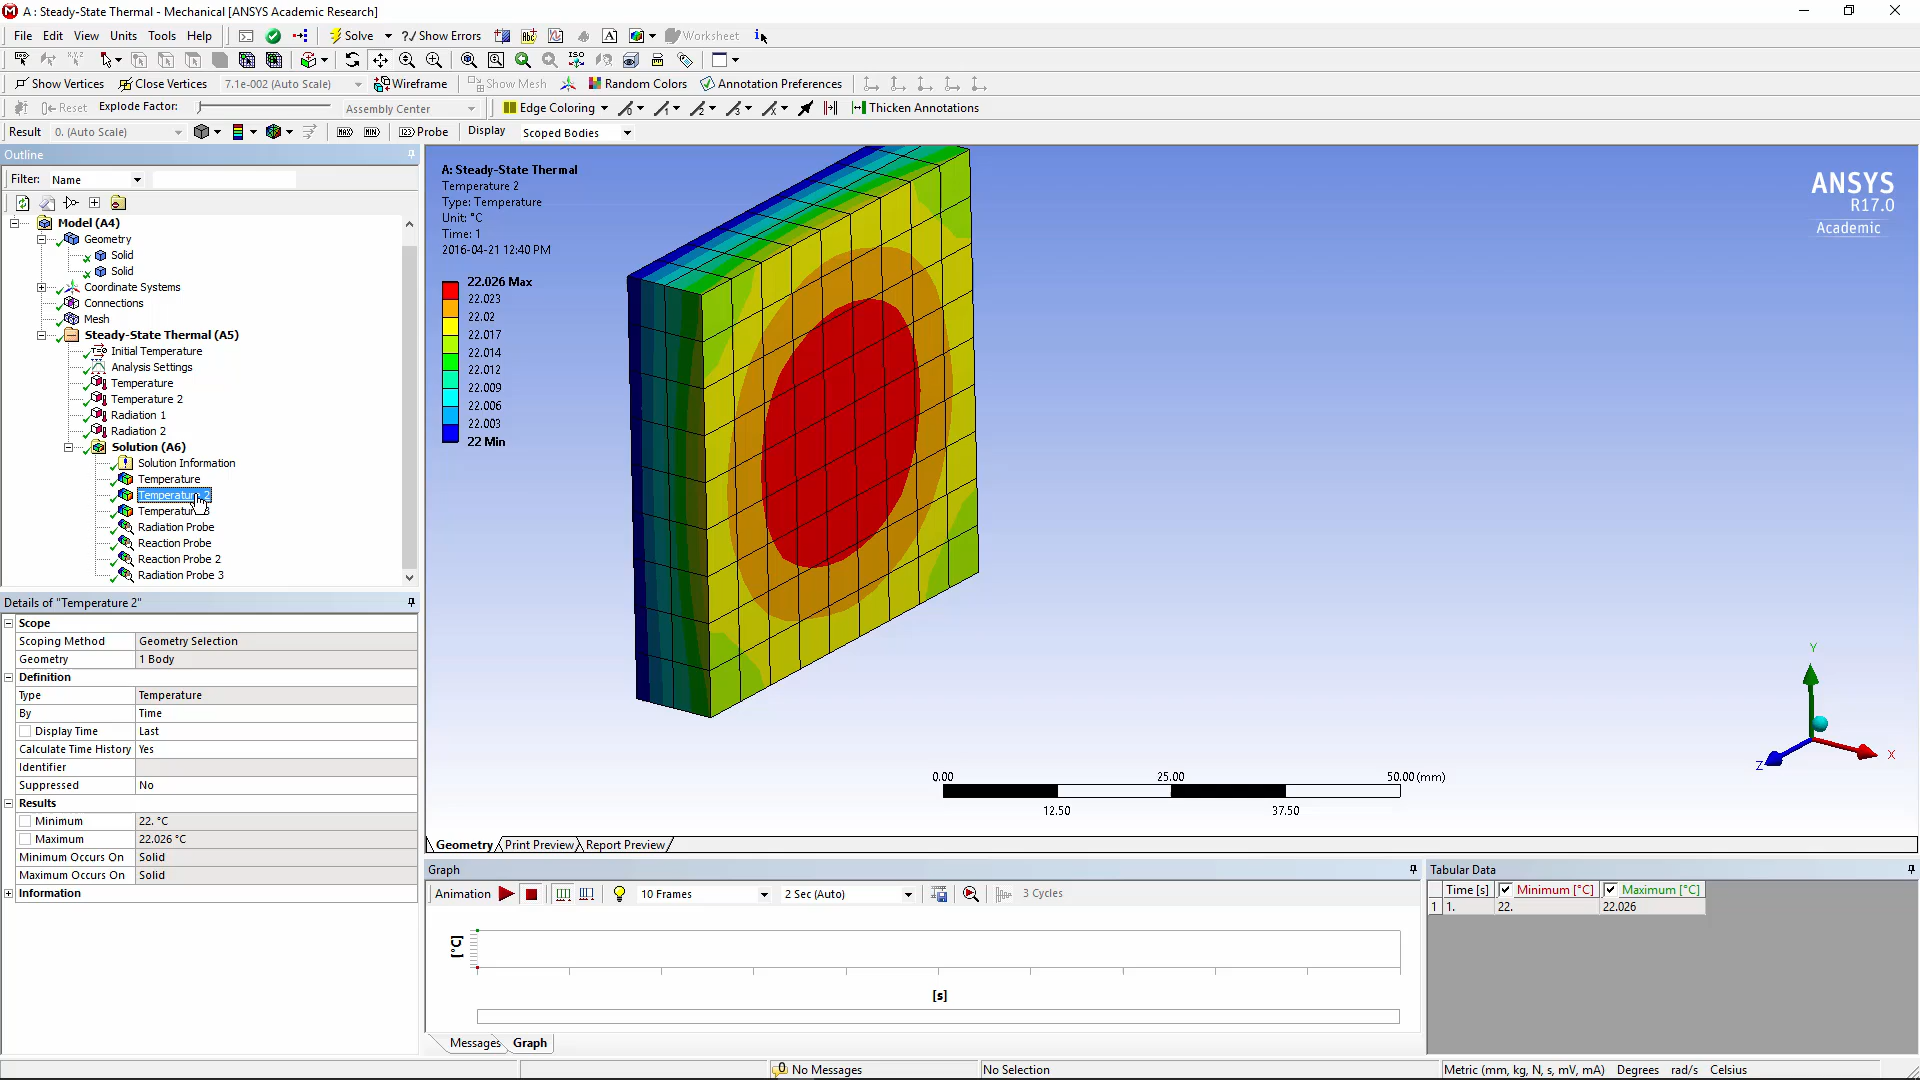 A : Steady-State Thermal - Mechanical [ANSYS Academic Research]
File Edit View Units Tools Help Solve ?/ Show Errors Worksheet
Show Vertices Close Vertices 7.1e-002 (Auto Scale) Wireframe Show Mesh Random Colors Annotation Preferences
Reset Explode Factor: Assembly Center Edge Coloring Thicken Annotations
Result 0. (Auto Scale) MAX MIN Probe Display Scoped Bodies
Outline
Filter: Name
Model (A4)
Geometry
Solid
Solid
Coordinate Systems
Connections
Mesh
Steady-State Thermal (A5)
Initial Temperature
Analysis Settings
Temperature
Temperature 2
Radiation 1
Radiation 2
Solution (A6)
Solution Information
Temperature
Temperature 2
Temperature 3
Radiation Probe
Reaction Probe
Reaction Probe 2
Radiation Probe 3
Details of "Temperature 2"
Scope
Scoping Method Geometry Selection
Geometry 1 Body
Definition
Type Temperature
By Time
Display Time Last
Calculate Time History Yes
Identifier
Suppressed No
Results
Minimum 22. °C
Maximum 22.026 °C
Minimum Occurs On Solid
Maximum Occurs On Solid
Information
A: Steady-State Thermal
Temperature 2
Type: Temperature
Unit: °C
Time: 1
2016-04-21 12:40 PM
22.026 Max
22.023
22.02
22.017
22.014
22.012
22.009
22.006
22.003
22 Min
ANSYS
R17.0
Academic
Y
X
Z
0.00 25.00 50.00 (mm)
12.50 37.50
Geometry Print Preview Report Preview
Graph
Animation 10 Frames 2 Sec (Auto) 3 Cycles
[°C]
[s]
Messages Graph
Tabular Data
Time [s] Minimum [°C] Maximum [°C]
1 1. 22. 22.026
No Messages No Selection Metric (mm, kg, N, s, mV, mA) Degrees rad/s Celsius